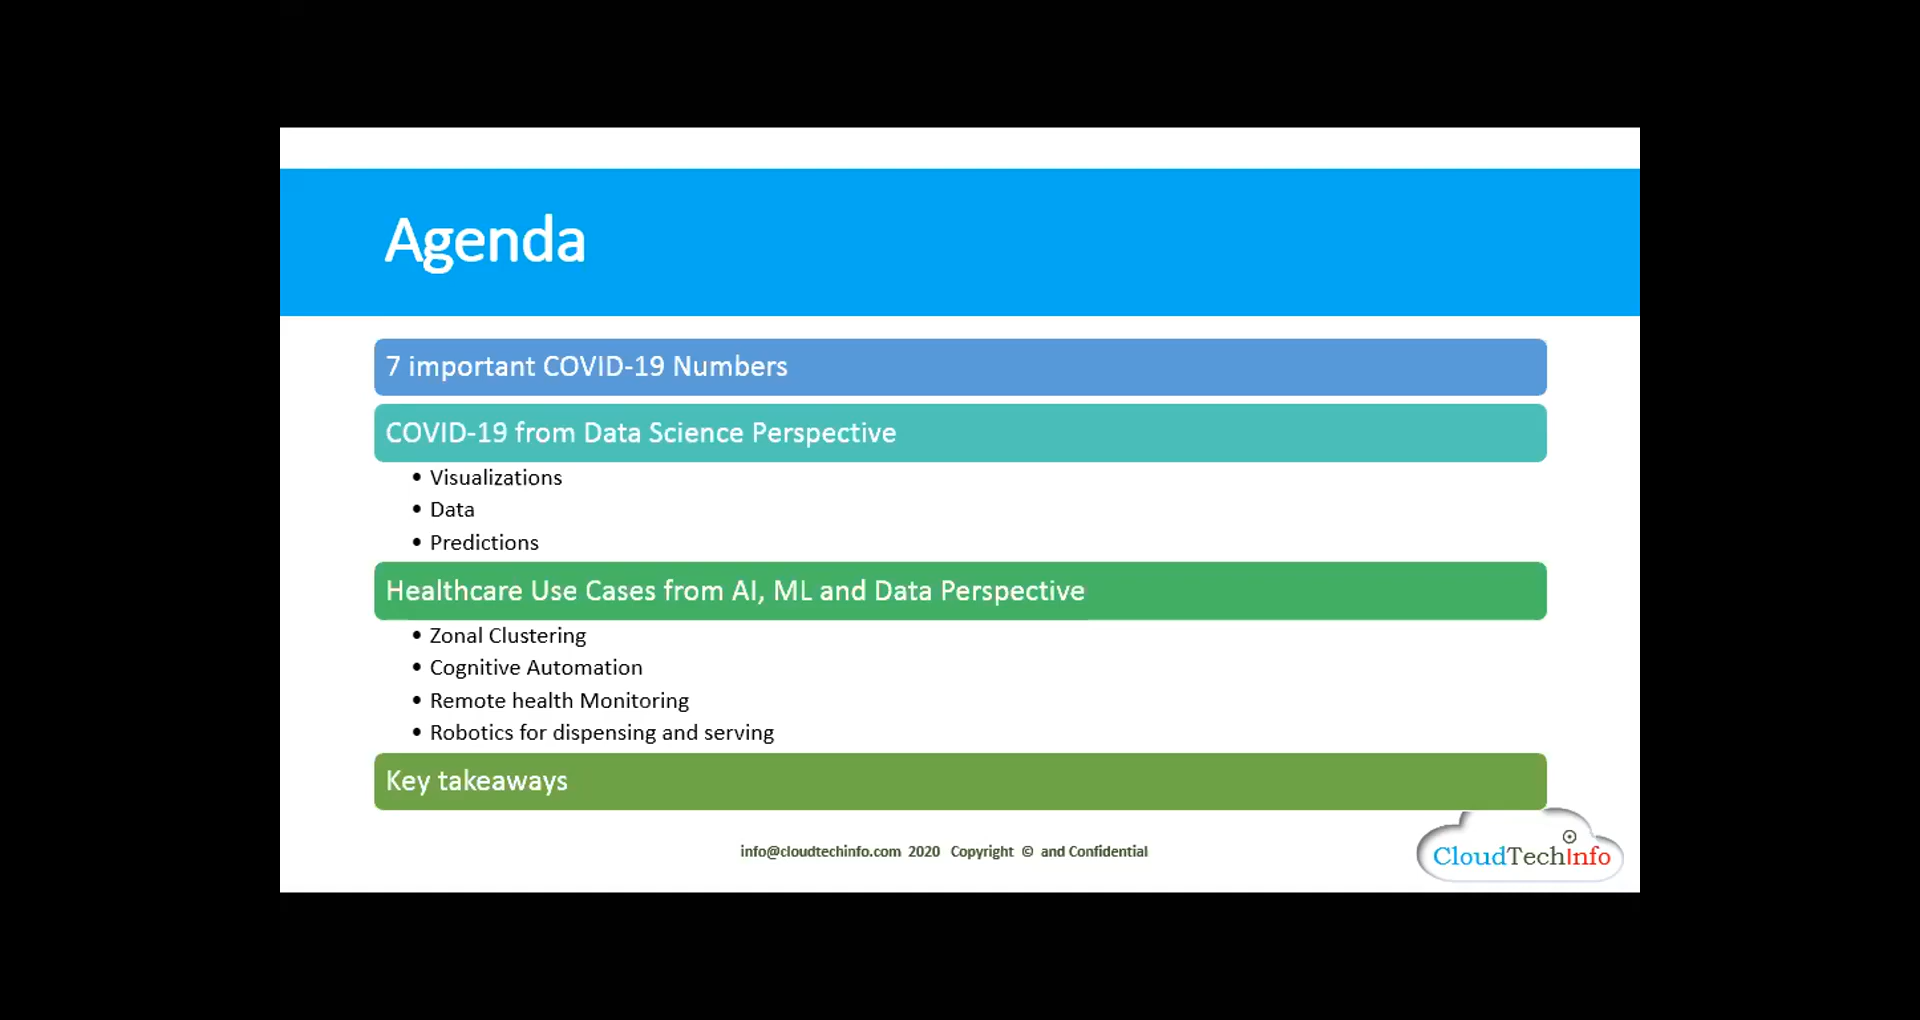 Agenda
7 important COVID-19 Numbers
COVID-19 from Data Science Perspective
• Visualizations
• Data
• Predictions
Healthcare Use Cases from AI, ML and Data Perspective
• Zonal Clustering
• Cognitive Automation
• Remote health Monitoring
• Robotics for dispensing and serving
Key takeaways
info@cloudtechinfo.com 2020 Copyright © and Confidential
CloudTechInfo